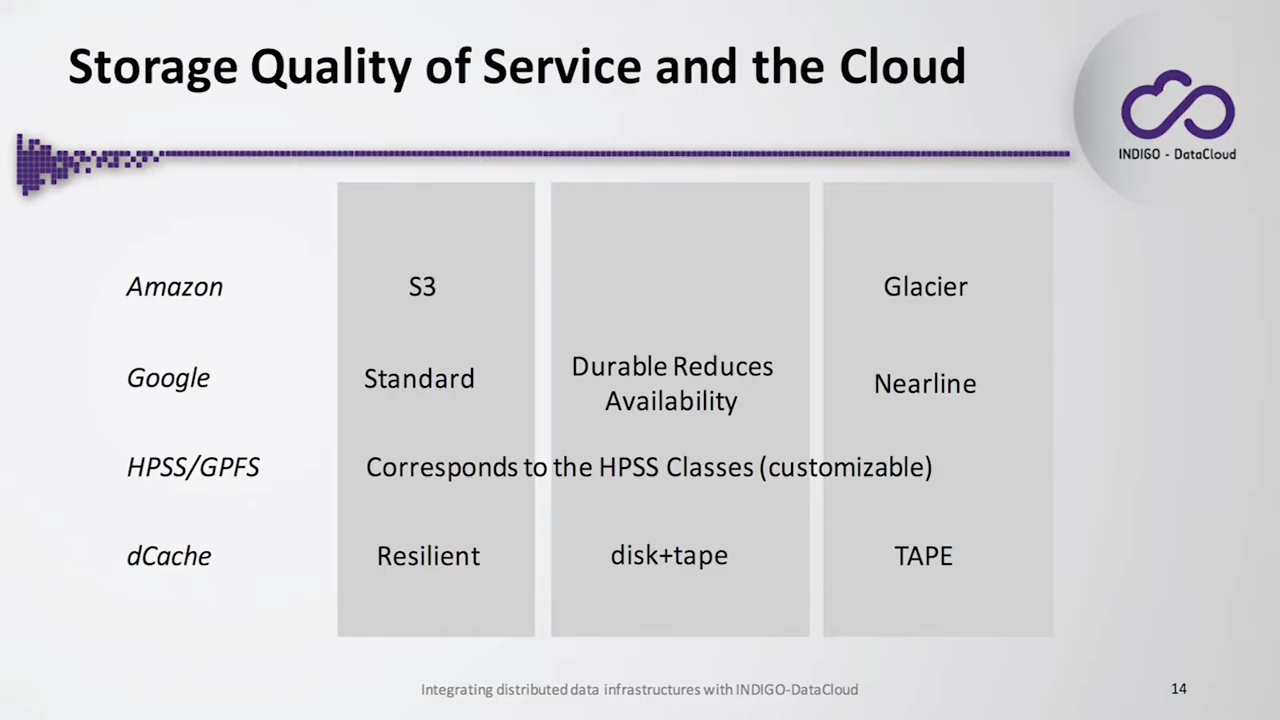 Storage Quality of Service and the Cloud
INDIGO - DataCloud
Amazon S3 Glacier
Google Standard Durable Reduces Availability Nearline
HPSS/GPFS Corresponds to the HPSS Classes (customizable)
dCache Resilient disk+tape TAPE
Integrating distributed data infrastructures with INDIGO-DataCloud 14